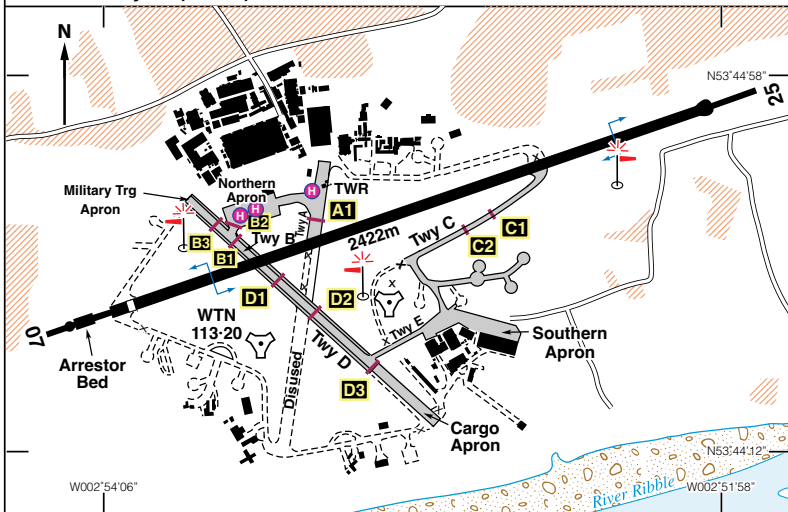 N
N53°44'58"
25
Military Trg
Apron
Northern
Apron
H
H
H
TWR
A1
Twy A
B2
B3
B1
Twy B
2422m
Twy C
C1
C2
D1
D2
WTN
113·20
Twy E
Twy D
Southern
Apron
07
Arrestor
Bed
Disused
D3
Cargo
Apron
N53°44'12"
W002°54'06"
River Ribble
W002°51'58"